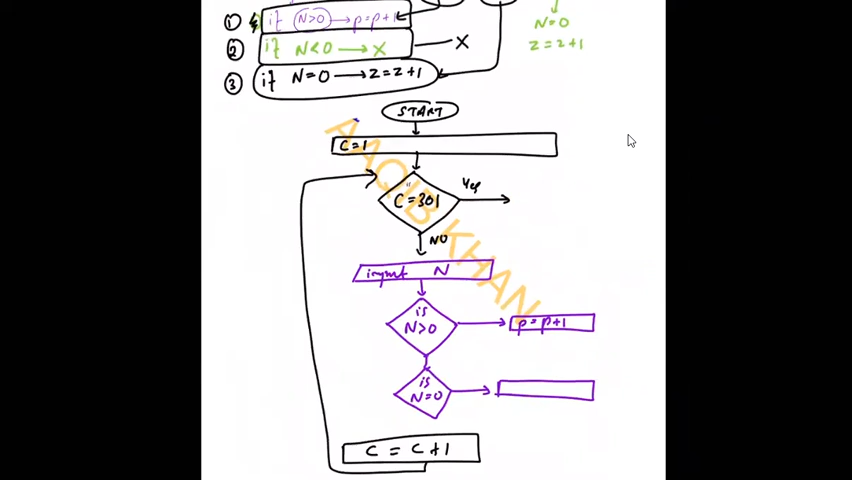 ① if N>0 → p=p+1
② if N<0 → X — X
③ if N=0 → z=z+1
N=0
z=z+1
START
C=1
is
C=301
Yes
NO
input N
is
N>0
p=p+1
is
N=0
C = C+1
AAQIB KHAN